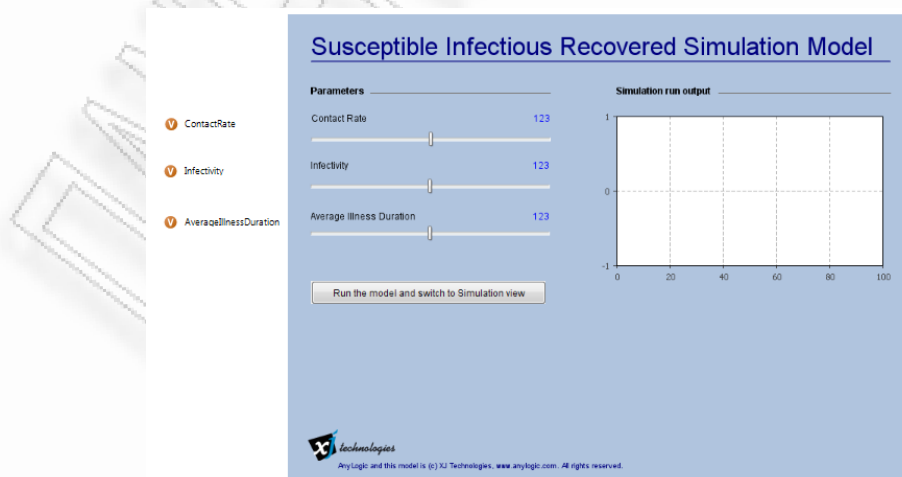 Susceptible Infectious Recovered Simulation Model
Parameters
Simulation run output
V ContactRate
Contact Rate 123
1
V Infectivity
Infectivity 123
0
V AverageIllnessDuration
Average Illness Duration 123
-1
0 20 40 60 80 100
Run the model and switch to Simulation view
xj technologies
AnyLogic and this model is (c) XJ Technologies, www.anylogic.com. All rights reserved.